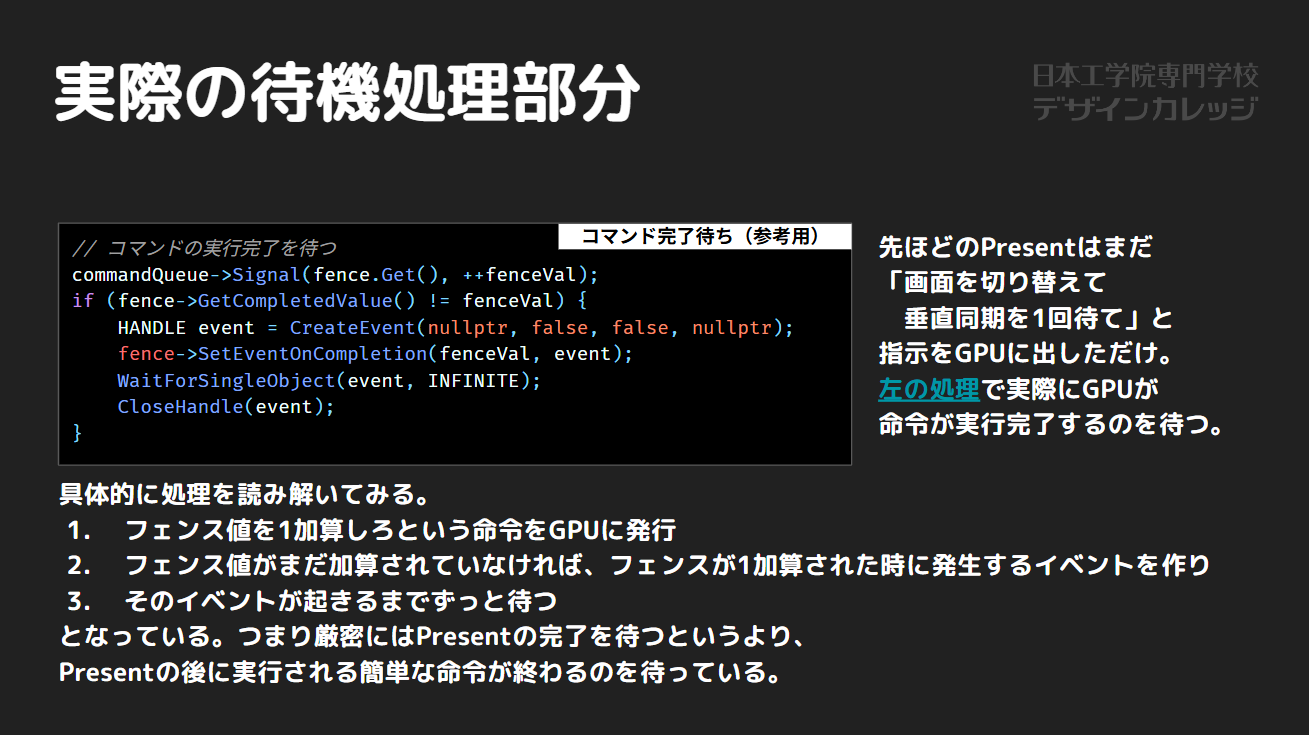 実際の待機処理部分
日本工学院専門学校
デザインカレッジ
コマンド完了待ち（参考用）
// コマンドの実行完了を待つ
commandQueue->Signal(fence.Get(), ++fenceVal);
if (fence->GetCompletedValue() != fenceVal) {
    HANDLE event = CreateEvent(nullptr, false, false, nullptr);
    fence->SetEventOnCompletion(fenceVal, event);
    WaitForSingleObject(event, INFINITE);
    CloseHandle(event);
}
先ほどのPresentはまだ
「画面を切り替えて
垂直同期を1回待て」と
指示をGPUに出しただけ。
左の処理で実際にGPUが
命令が実行完了するのを待つ。
具体的に処理を読み解いてみる。
1. フェンス値を1加算しろという命令をGPUに発行
2. フェンス値がまだ加算されていなければ、フェンスが1加算された時に発生するイベントを作り
3. そのイベントが起きるまでずっと待つ
となっている。つまり厳密にはPresentの完了を待つというより、
Presentの後に実行される簡単な命令が終わるのを待っている。